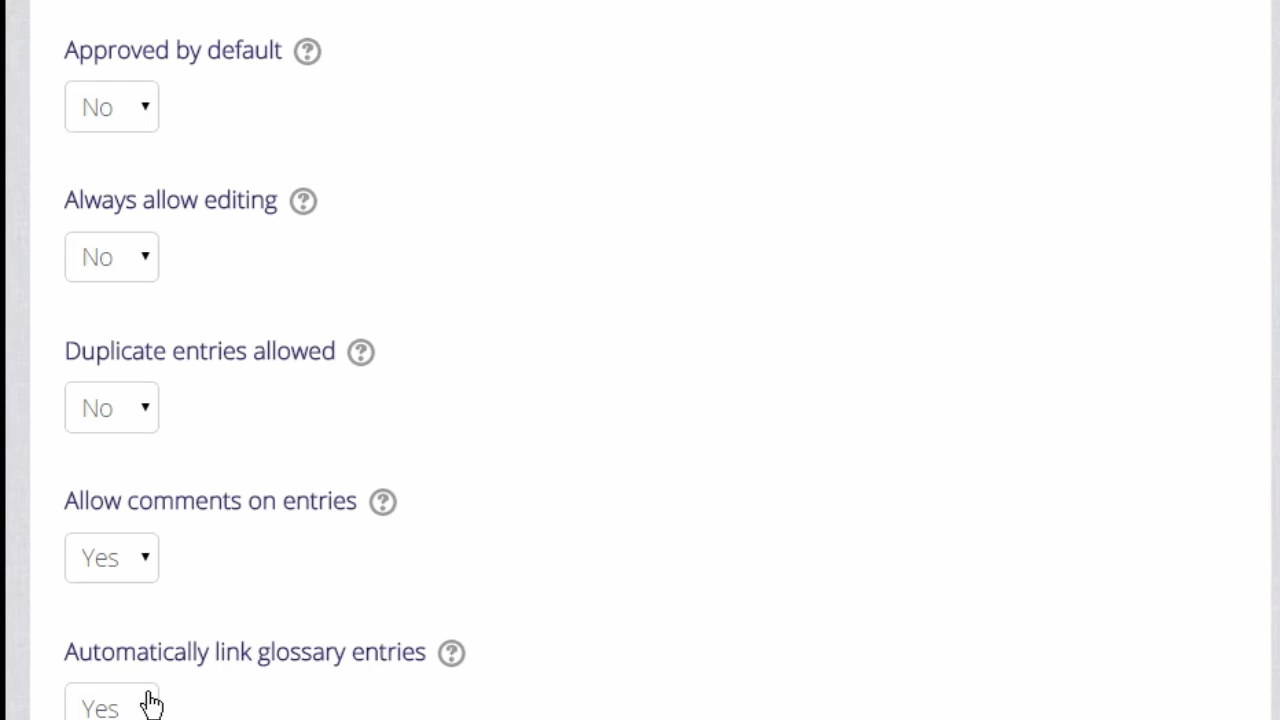 Approved by default ?
No
Always allow editing ?
No
Duplicate entries allowed ?
No
Allow comments on entries ?
Yes
Automatically link glossary entries ?
Yes